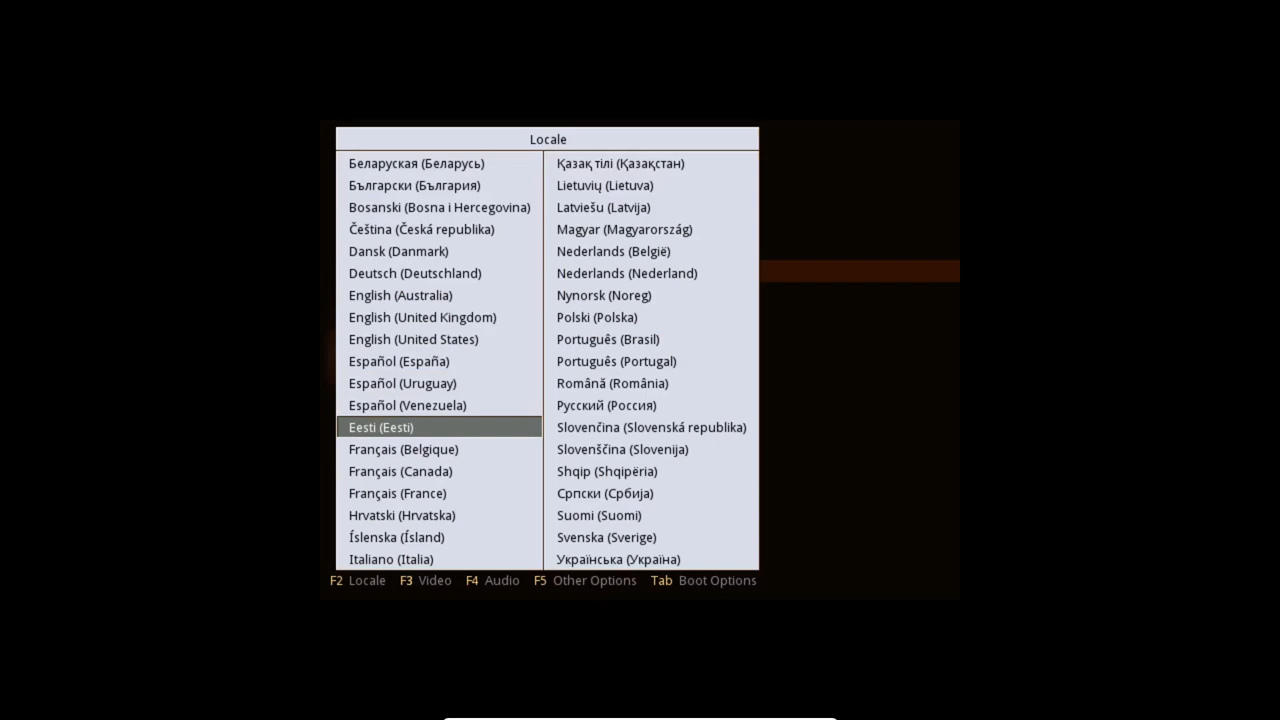 Locale
Беларуская (Беларусь)
Български (България)
Bosanski (Bosna i Hercegovina)
Čeština (Česká republika)
Dansk (Danmark)
Deutsch (Deutschland)
English (Australia)
English (United Kingdom)
English (United States)
Español (España)
Español (Uruguay)
Español (Venezuela)
Eesti (Eesti)
Français (Belgique)
Français (Canada)
Français (France)
Hrvatski (Hrvatska)
Íslenska (Ísland)
Italiano (Italia)
Қазақ тілі (Қазақстан)
Lietuvių (Lietuva)
Latviešu (Latvija)
Magyar (Magyarország)
Nederlands (België)
Nederlands (Nederland)
Nynorsk (Noreg)
Polski (Polska)
Português (Brasil)
Português (Portugal)
Română (România)
Русский (Россия)
Slovenčina (Slovenská republika)
Slovenščina (Slovenija)
Shqip (Shqipëria)
Српски (Србија)
Suomi (Suomi)
Svenska (Sverige)
Українська (Україна)
F2 Locale F3 Video F4 Audio F5 Other Options Tab Boot Options